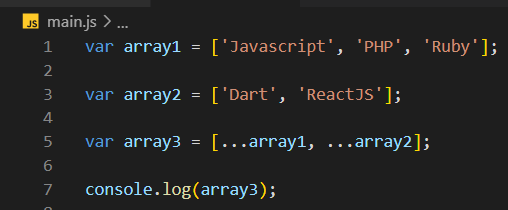 JS main.js > ...
1 var array1 = ['Javascript', 'PHP', 'Ruby'];
2
3 var array2 = ['Dart', 'ReactJS'];
4
5 var array3 = [...array1, ...array2];
6
7 console.log(array3);